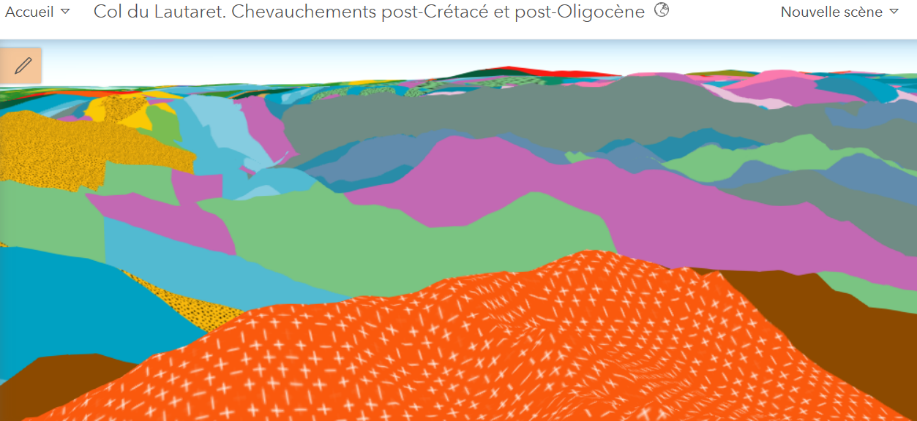 Accueil Col du Lautaret. Chevauchements post-Crétacé et post-Oligocène Nouvelle scène